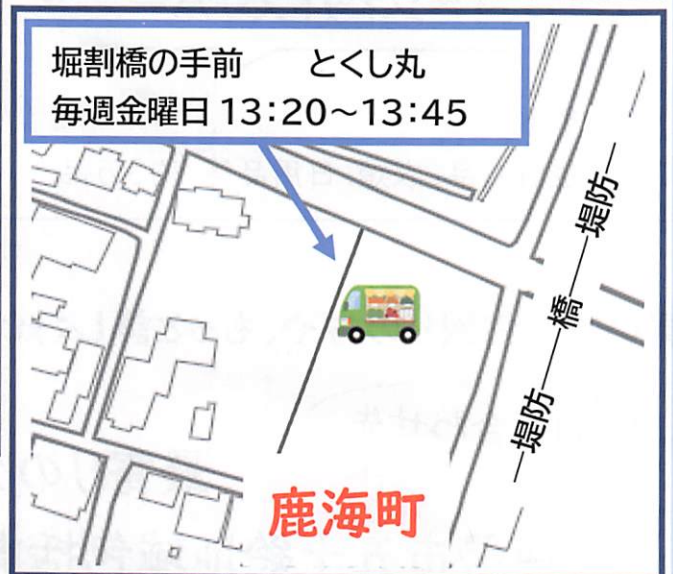 堀割橋の手前　　とくし丸
毎週金曜日 13:20～13:45
堤防
橋
堤防
鹿海町